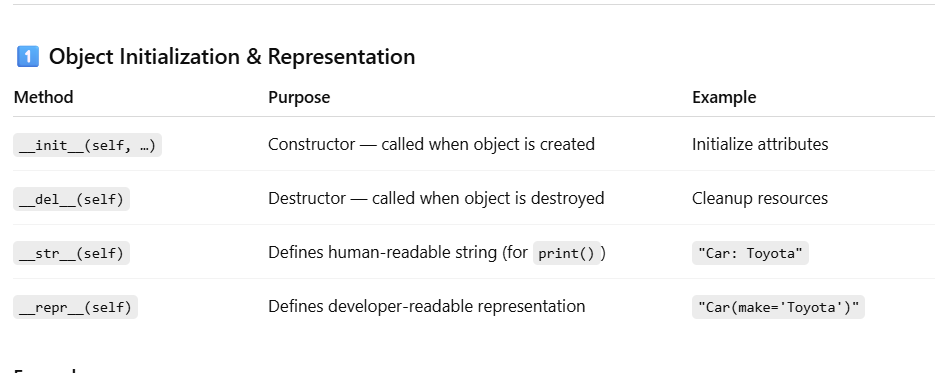 1 Object Initialization & Representation
Method Purpose Example
__init__(self, …) Constructor — called when object is created Initialize attributes
__del__(self) Destructor — called when object is destroyed Cleanup resources
__str__(self) Defines human-readable string (for print()) "Car: Toyota"
__repr__(self) Defines developer-readable representation "Car(make='Toyota')"